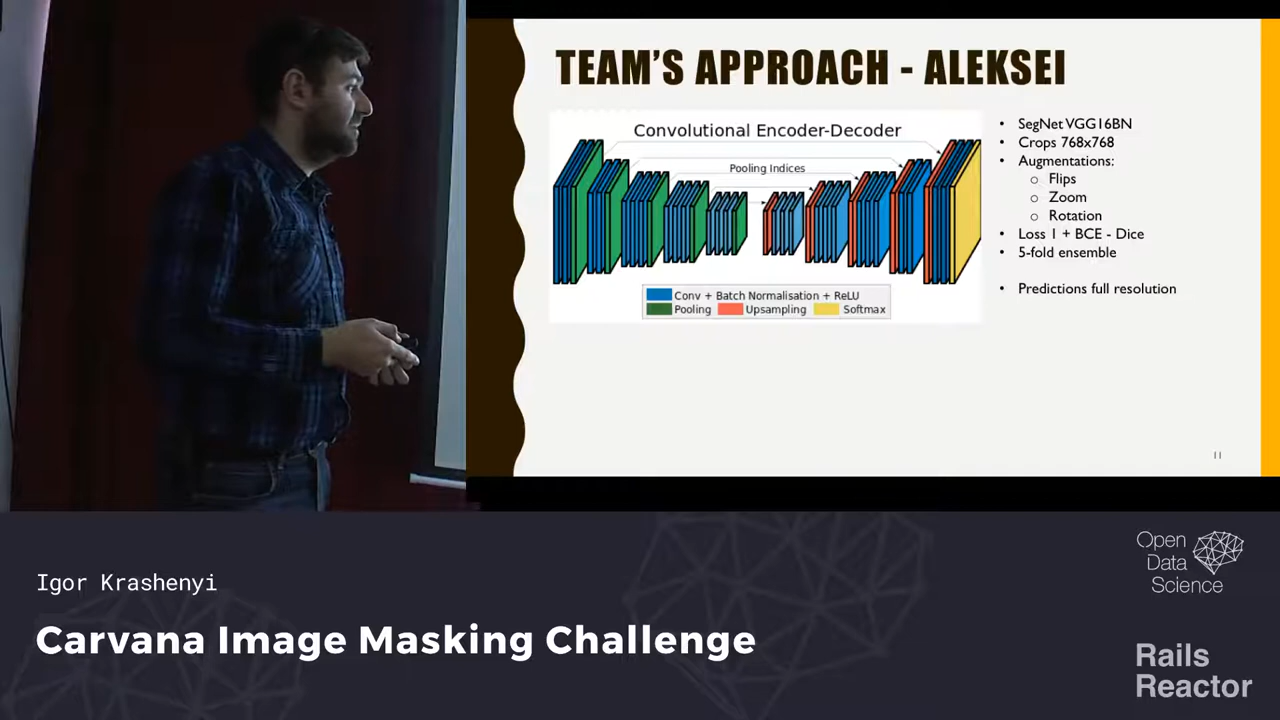 TEAM'S APPROACH - ALEKSEI
Convolutional Encoder-Decoder
Pooling Indices
Conv + Batch Normalisation + ReLU
Pooling
Upsampling
Softmax
• SegNet VGG16BN
• Crops 768x768
• Augmentations:
o Flips
o Zoom
o Rotation
• Loss 1 + BCE - Dice
• 5-fold ensemble
• Predictions full resolution
11
Igor Krashenyi
Carvana Image Masking Challenge
Open
Data
Science
Rails
Reactor